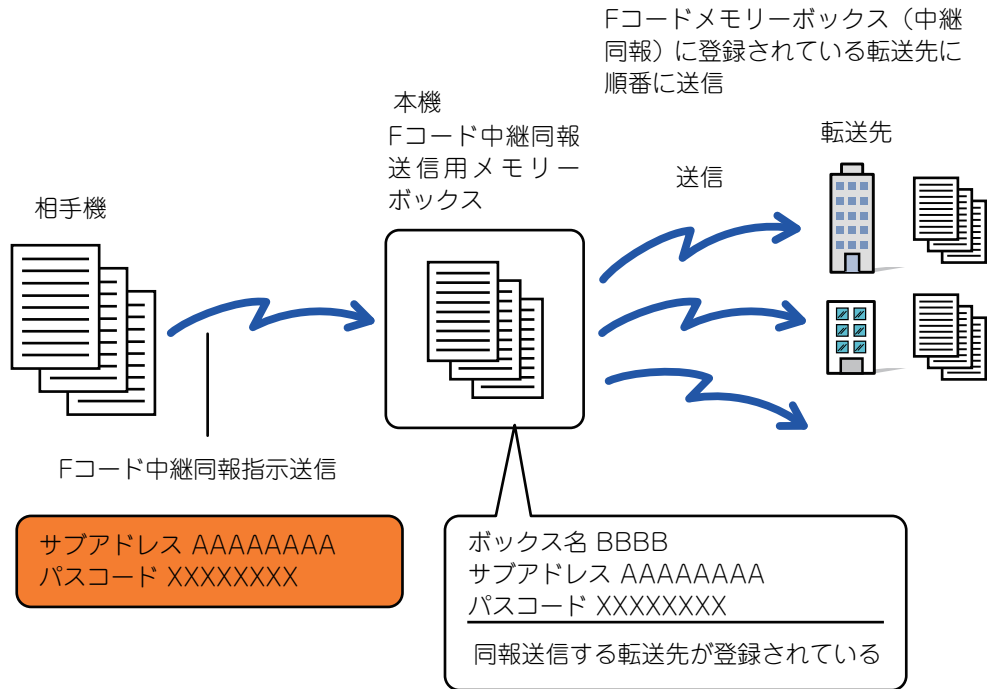 Fコードメモリーボックス（中継
同報）に登録されている転送先に
順番に送信
本機
Fコード中継同報
送信用メモリー
ボックス
転送先
送信
相手機
Fコード中継同報指示送信
サブアドレス AAAAAAAA
パスコード XXXXXXXX
ボックス名 BBBB
サブアドレス AAAAAAAA
パスコード XXXXXXXX
同報送信する転送先が登録されている